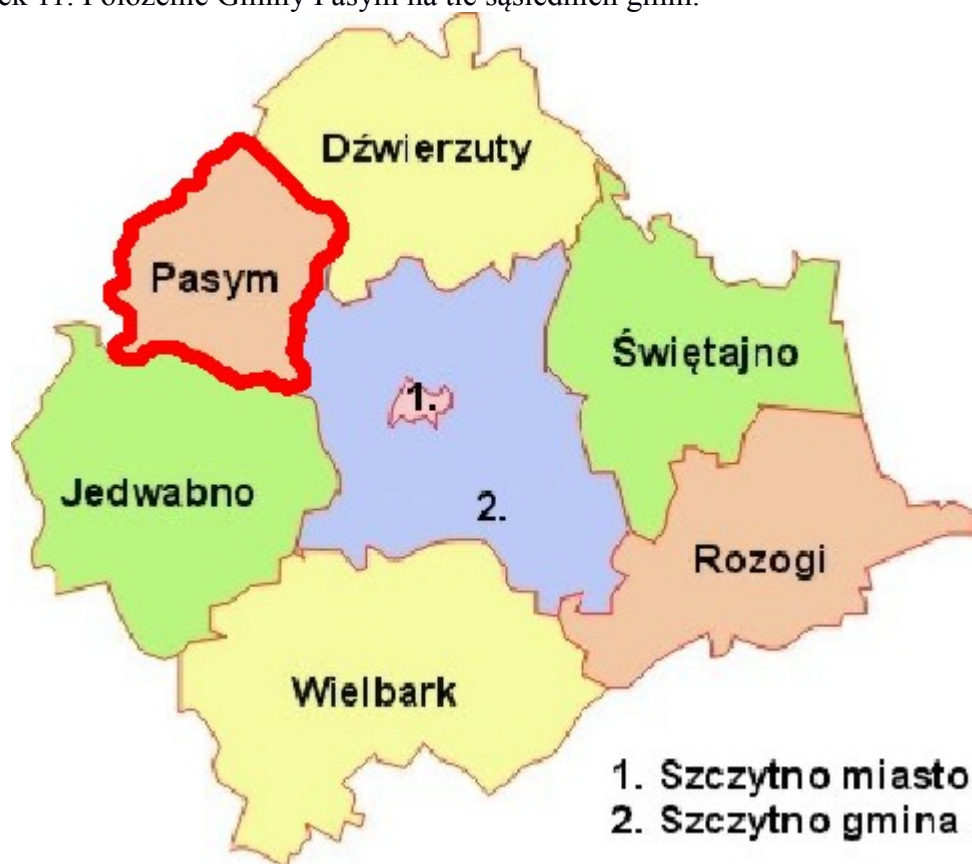 ek 11. Położenie Gminy Pasym na tle sąsiednich gmin.
Dźwierzuty
Pasym
Świętajno
1.
Jedwabno
2.
Rozogi
Wielbark
1. Szczytno miasto
2. Szczytno gmina